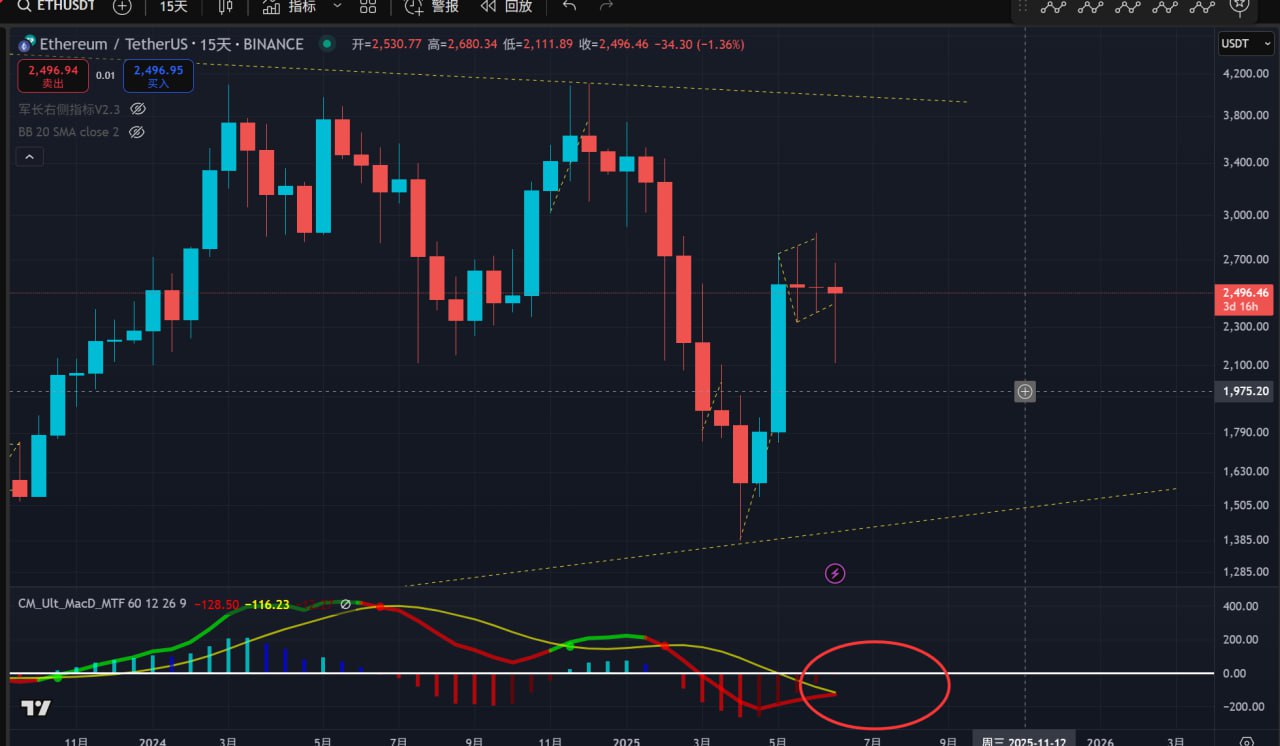 ETHUSDT 15天 指标 警报 回放
Ethereum / TetherUS · 15天 · BINANCE 开=2,530.77 高=2,680.34 低=2,111.89 收=2,496.46 −34.30 (−1.36%)
USDT
2,496.94 0.01 2,496.95
卖出 买入
军长右侧指标V2.3
BB 20 SMA close 2
4,200.00
3,800.00
3,400.00
3,000.00
2,700.00
2,496.46
3d 16h
2,300.00
2,100.00
1,975.20
1,790.00
1,630.00
1,505.00
1,385.00
1,285.00
CM_Ult_MacD_MTF 60 12 26 9 −128.50 −116.23
400.00
200.00
0.00
−200.00
11月 2024 3月 5月 7月 9月 11月 2025 3月 5月 7月 9月 周三 2025-11-12 2026 3月